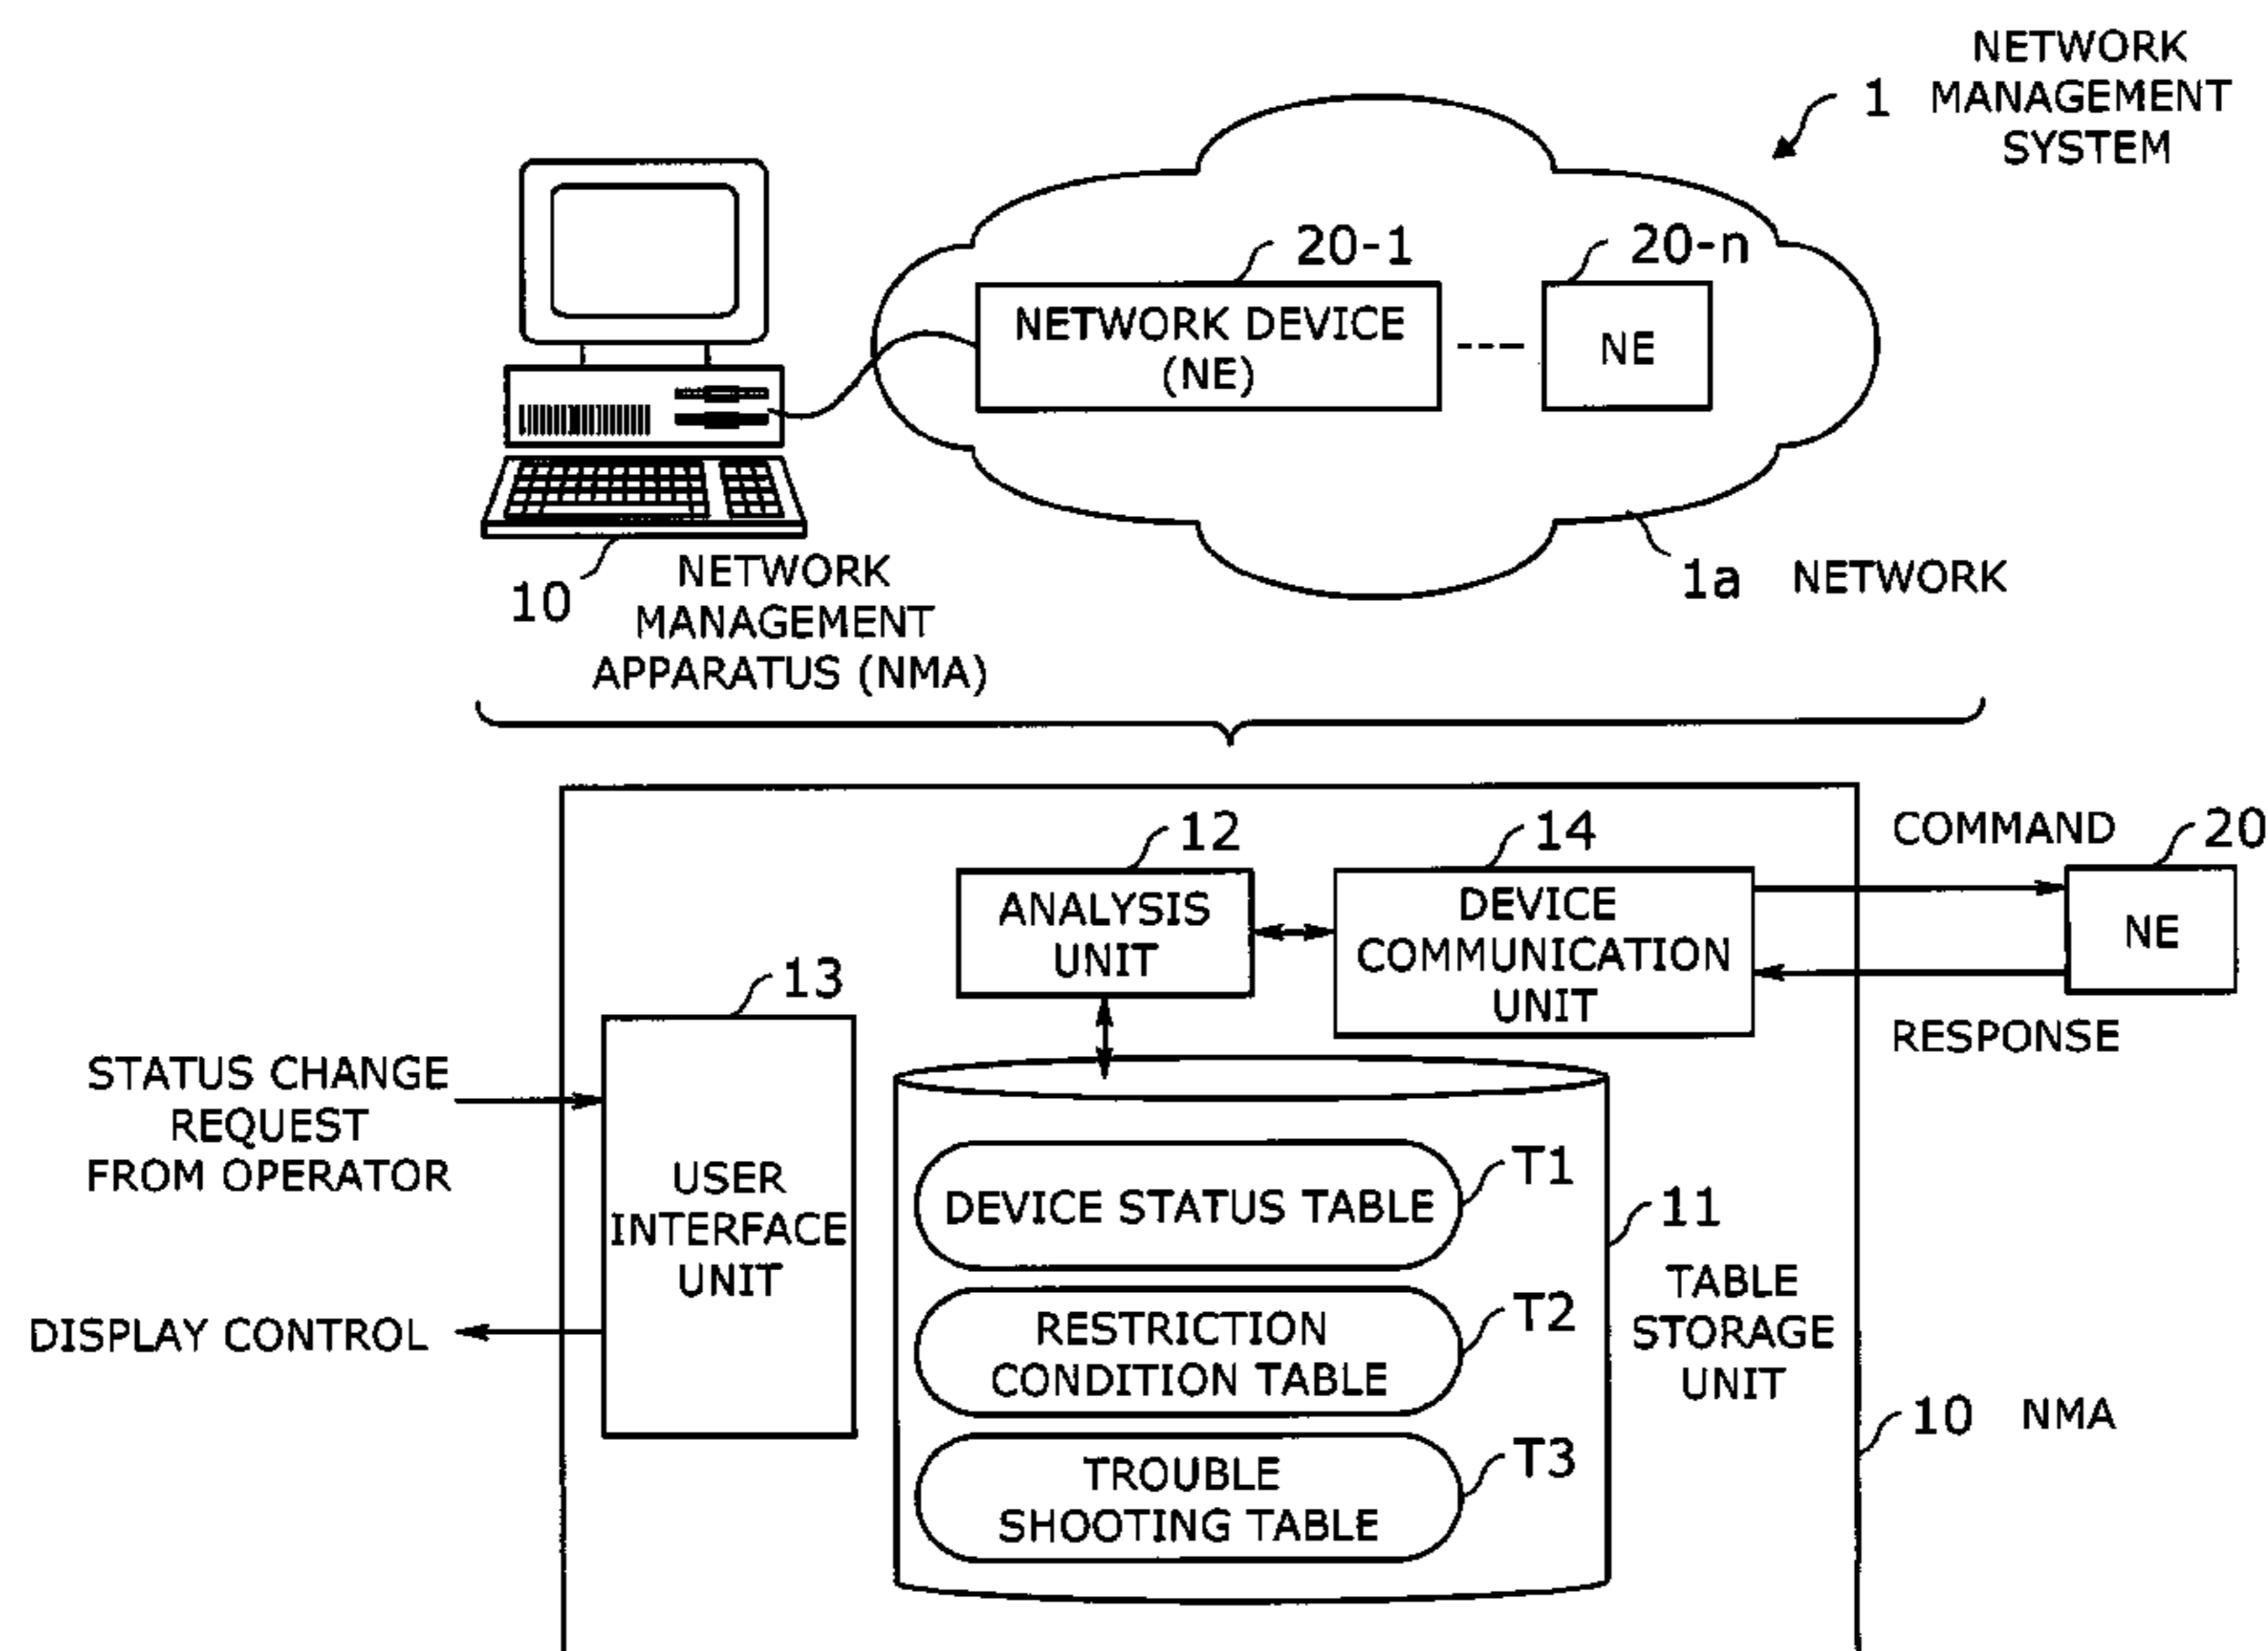 NETWORK
1 MANAGEMENT
SYSTEM
20-1
20-n
NETWORK DEVICE
(NE)
---
NE
10
NETWORK
MANAGEMENT
APPARATUS (NMA)
1a NETWORK
12
14
COMMAND
20
ANALYSIS
UNIT
DEVICE
COMMUNICATION
UNIT
NE
13
RESPONSE
STATUS CHANGE
REQUEST
FROM OPERATOR
USER
INTERFACE
UNIT
DISPLAY CONTROL
DEVICE STATUS TABLE
T1
11
TABLE
STORAGE
UNIT
RESTRICTION
CONDITION TABLE
T2
10 NMA
TROUBLE
SHOOTING TABLE
T3